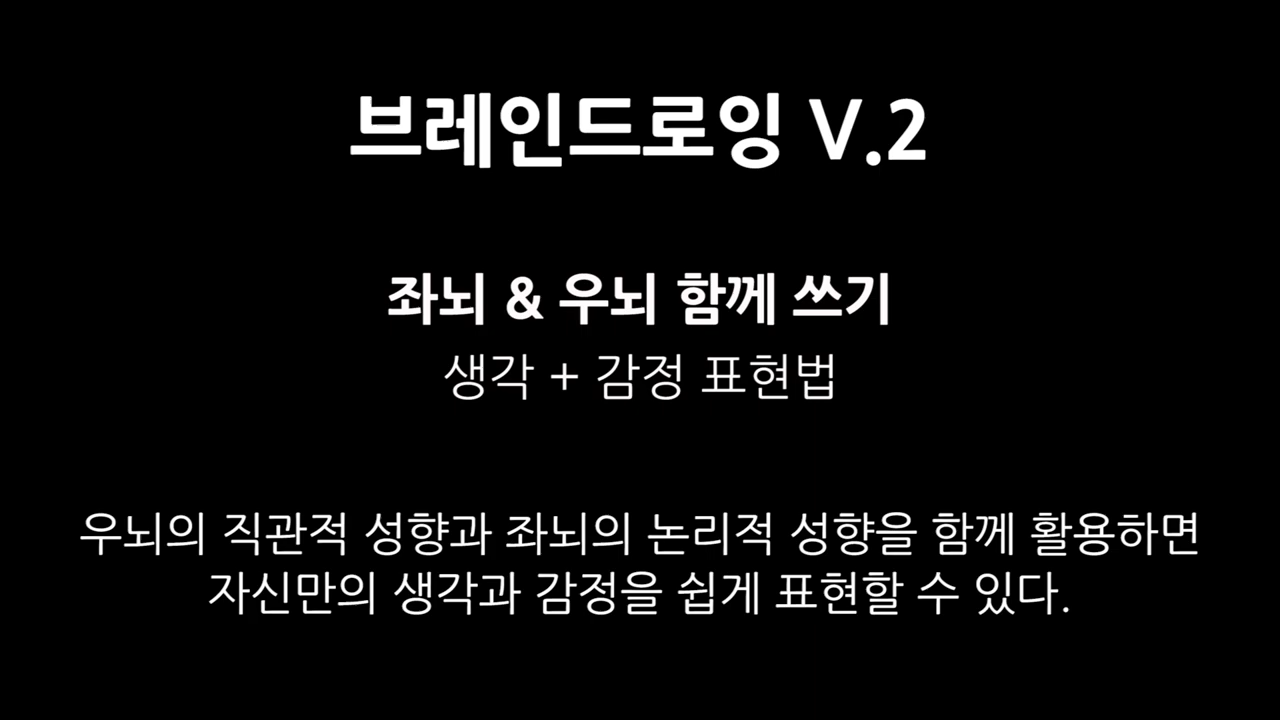 브레인드로잉 V.2
좌뇌 & 우뇌 함께 쓰기
생각 + 감정 표현법
우뇌의 직관적 성향과 좌뇌의 논리적 성향을 함께 활용하면
자신만의 생각과 감정을 쉽게 표현할 수 있다.